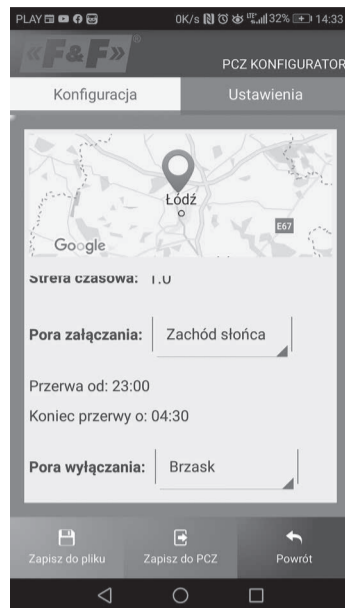 PLAY 0K/s LTE 32% 14:33
«F&F»®
PCZ KONFIGURATOR
Konfiguracja Ustawienia
Łódź
E67
Google
Strefa czasowa: 1.0
Pora załączania: Zachód słońca
Przerwa od: 23:00
Koniec przerwy o: 04:30
Pora wyłączania: Brzask
Zapisz do pliku Zapisz do PCZ Powrót